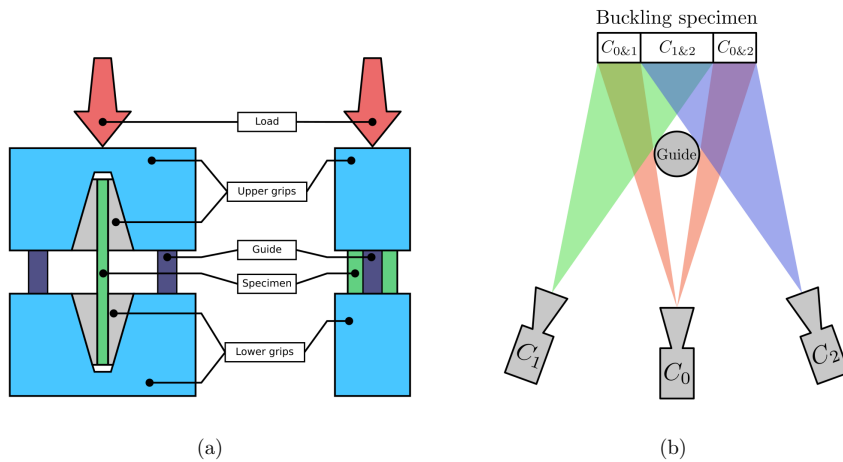 Load
Upper grips
Guide
Specimen
Lower grips
(a)
Buckling specimen
C0&1 C1&2 C0&2
Guide
C1
C0
C2
(b)